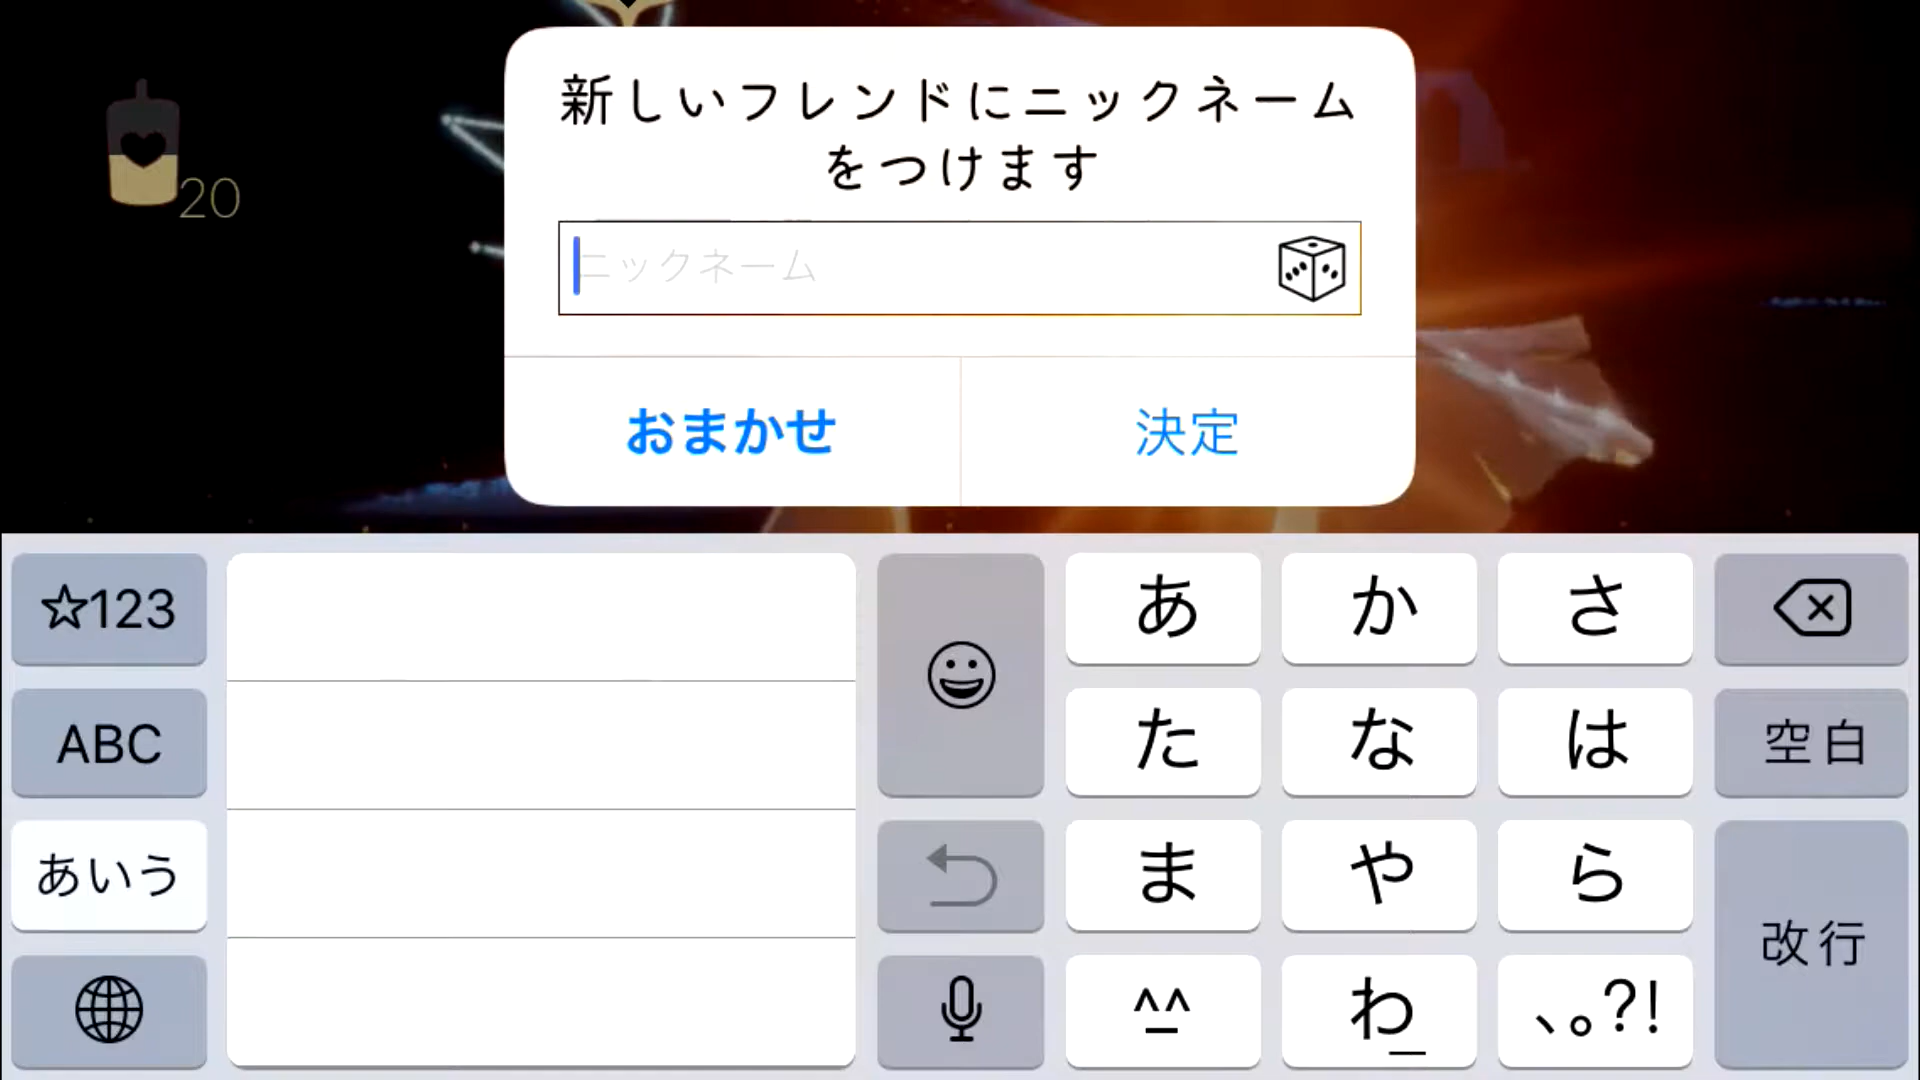 20
新しいフレンドにニックネーム
をつけます
ニックネーム
おまかせ
決定
☆123
あ
か
さ
ABC
た
な
は
空白
あいう
ま
や
ら
改行
^^
わ
、。?!